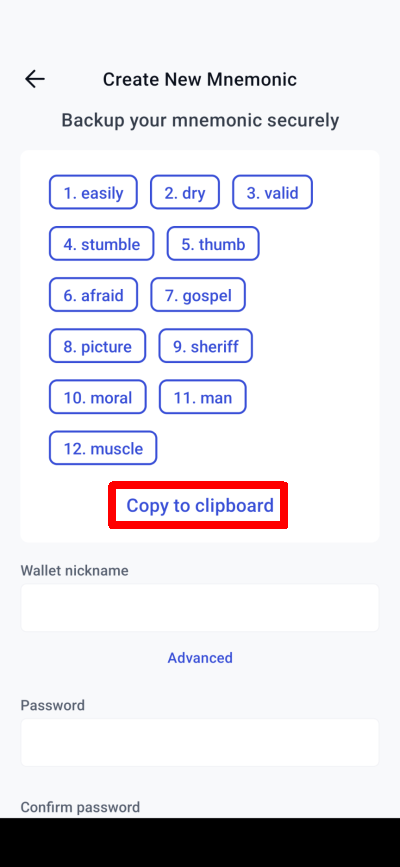 Create New Mnemonic
Backup your mnemonic securely
1. easily 2. dry 3. valid
4. stumble 5. thumb
6. afraid 7. gospel
8. picture 9. sheriff
10. moral 11. man
12. muscle
Copy to clipboard
Wallet nickname
Advanced
Password
Confirm password